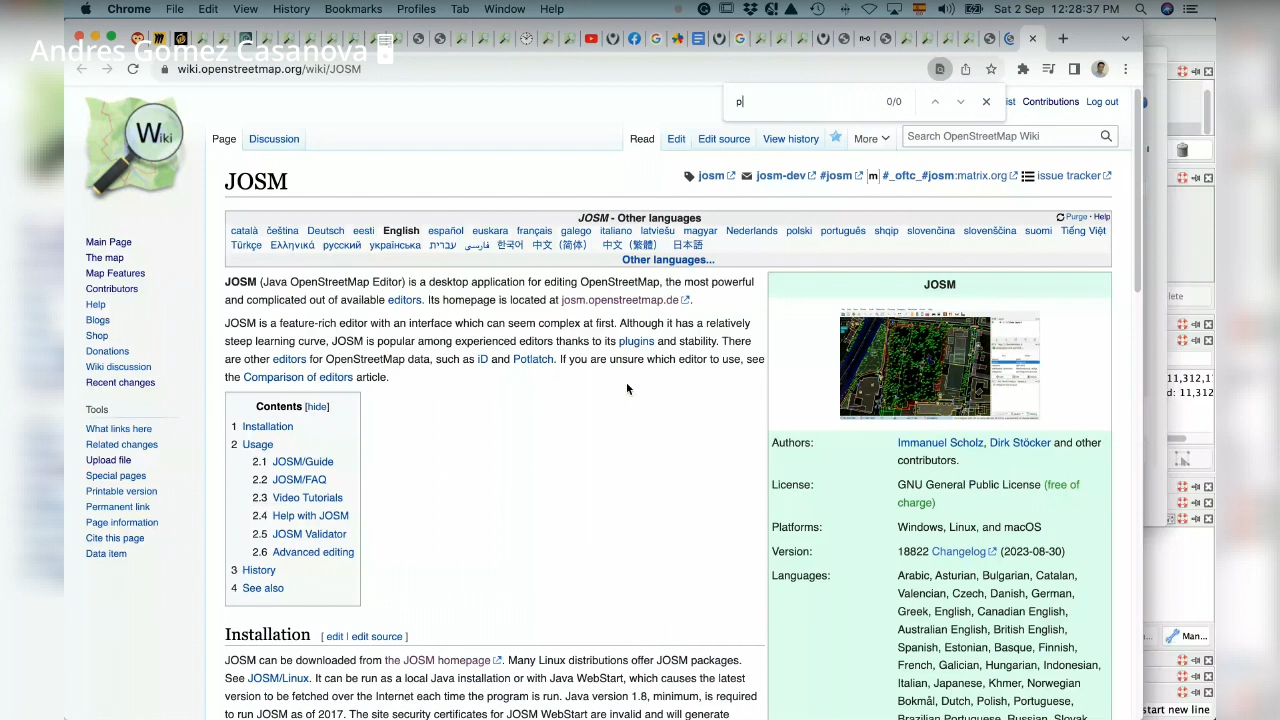 Chrome File Edit View History Bookmarks Profiles Tab Window Help Sat 2 Sep 12:28:37 PM
Andres Gómez Casanova
wiki.openstreetmap.org/wiki/JOSM
p 0/0
ist Contributions Log out
Wiki
Page Discussion Read Edit Edit source View history More Search OpenStreetMap Wiki
JOSM
josm josm-dev #josm [m] #_oftc_#josm:matrix.org issue tracker
JOSM - Other languages
Purge · Help
català čeština Deutsch eesti English español euskara français galego italiano latviešu magyar Nederlands polski português shqip slovenčina slovenščina suomi Tiếng Việt
Türkçe Ελληνικά русский українська עברית فارسی 한국어 中文（简体） 中文（繁體） 日本語
Other languages...
Main Page
The map
Map Features
Contributors
Help
Blogs
Shop
Donations
Wiki discussion
Recent changes
Tools
What links here
Related changes
Upload file
Special pages
Printable version
Permanent link
Page information
Cite this page
Data item
JOSM (Java OpenStreetMap Editor) is a desktop application for editing OpenStreetMap, the most powerful
and complicated out of available editors. Its homepage is located at josm.openstreetmap.de.
JOSM is a feature-rich editor with an interface which can seem complex at first. Although it has a relatively
steep learning curve, JOSM is popular among experienced editors thanks to its plugins and stability. There
are other editors for OpenStreetMap data, such as iD and Potlatch. If you are unsure which editor to use, see
the Comparison of editors article.
Contents [hide]
1 Installation
2 Usage
2.1 JOSM/Guide
2.2 JOSM/FAQ
2.3 Video Tutorials
2.4 Help with JOSM
2.5 JOSM Validator
2.6 Advanced editing
3 History
4 See also
Installation [ edit | edit source ]
JOSM can be downloaded from the JOSM homepage. Many Linux distributions offer JOSM packages.
See JOSM/Linux. It can be run as a local Java installation or with Java WebStart, which causes the latest
version to be fetched over the Internet each time the program is run. Java version 1.8, minimum, is required
to run JOSM as of 2017. The site security certificates for JOSM WebStart are invalid and will generate
JOSM
Authors: Immanuel Scholz, Dirk Stöcker and other
contributors.
License: GNU General Public License (free of
charge)
Platforms: Windows, Linux, and macOS
Version: 18822 Changelog (2023-08-30)
Languages: Arabic, Asturian, Bulgarian, Catalan,
Valencian, Czech, Danish, German,
Greek, English, Canadian English,
Australian English, British English,
Spanish, Estonian, Basque, Finnish,
French, Galician, Hungarian, Indonesian,
Italian, Japanese, Khmer, Norwegian
Bokmål, Dutch, Polish, Portuguese,
Brazilian Portuguese, Russian, Slovak
lete
11,312,1
d: 11,312
Man...
start new line